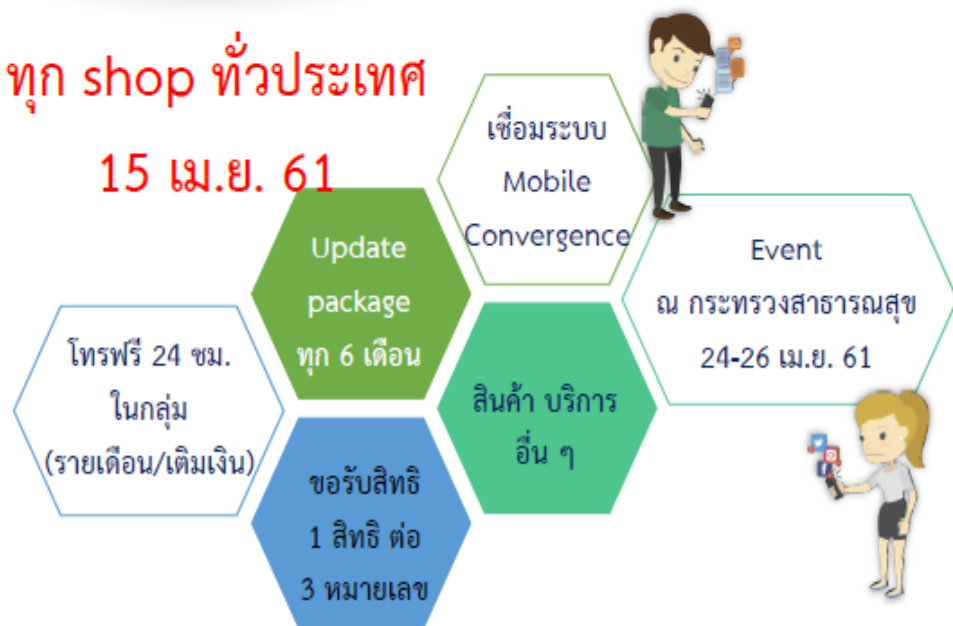 ทุก shop ทั่วประเทศ
15 เม.ย. 61
เชื่อมระบบ
Mobile
Convergence
Update
package
ทุก 6 เดือน
Event
ณ กระทรวงสาธารณสุข
24-26 เม.ย. 61
โทรฟรี 24 ชม.
ในกลุ่ม
(รายเดือน/เติมเงิน)
สินค้า บริการ
อื่น ๆ
ขอรับสิทธิ
1 สิทธิ ต่อ
3 หมายเลข